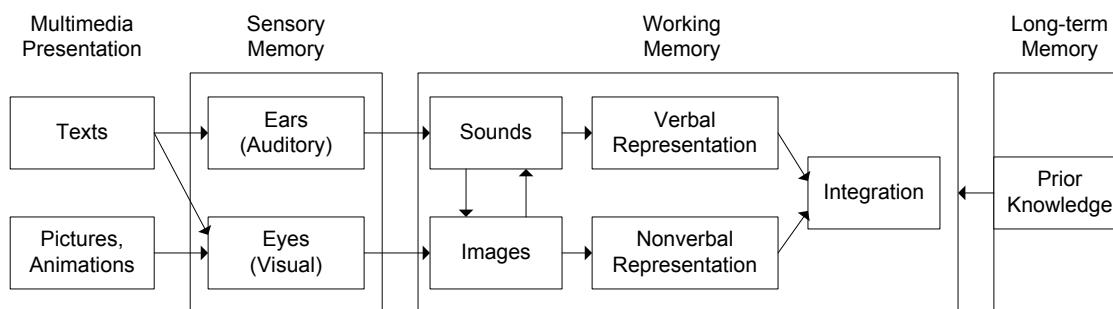 Multimedia
Presentation
Sensory
Memory
Working
Memory
Long-term
Memory
Texts
Ears
(Auditory)
Sounds
Verbal
Representation
Integration
Prior
Knowledge
Pictures,
Animations
Eyes
(Visual)
Images
Nonverbal
Representation